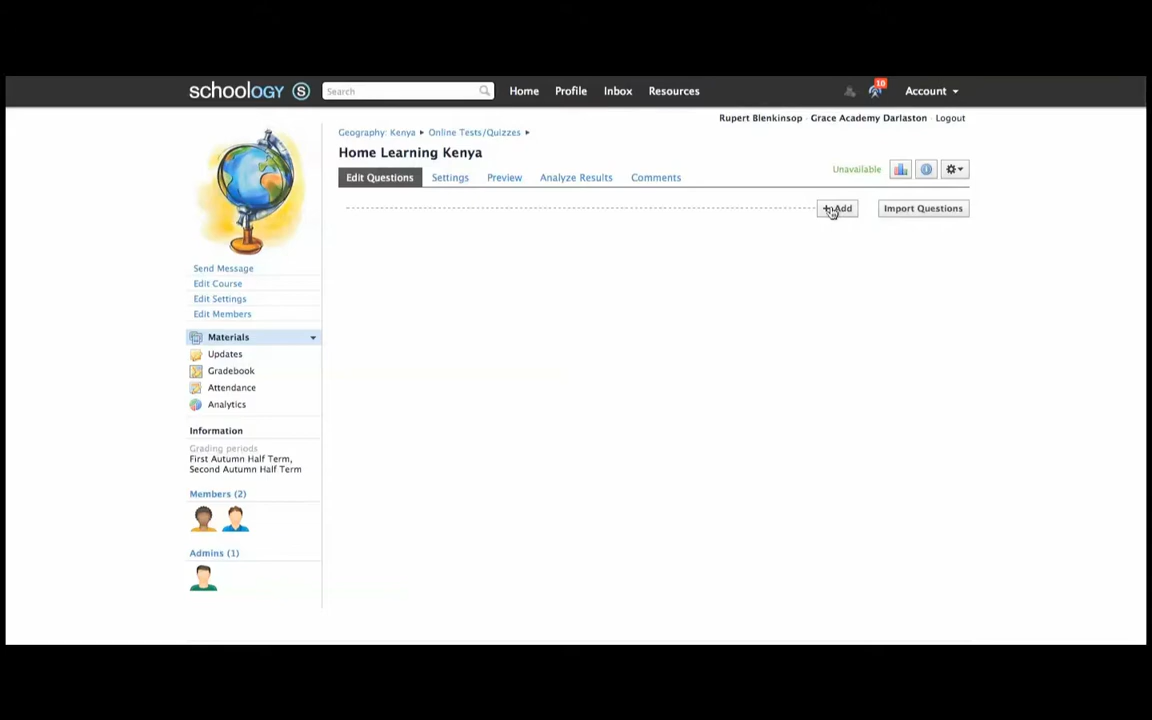 schoology S Search Home Profile Inbox Resources 10 Account
Rupert Blenkinsop · Grace Academy Darlaston · Logout
Geography: Kenya ▸ Online Tests/Quizzes ▸
Home Learning Kenya
Unavailable
Edit Questions Settings Preview Analyze Results Comments
Add Import Questions
Send Message
Edit Course
Edit Settings
Edit Members
Materials
Updates
Gradebook
Attendance
Analytics
Information
Grading periods
First Autumn Half Term,
Second Autumn Half Term
Members (2)
Admins (1)